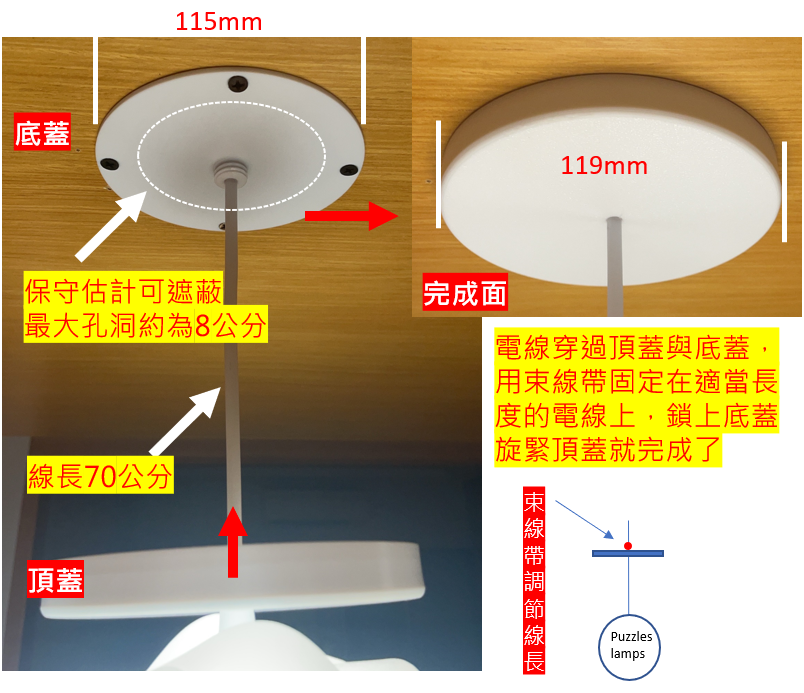 115mm
底蓋
119mm
保守估計可遮蔽
最大孔洞約為8公分
完成面
電線穿過頂蓋與底蓋，
用束線帶固定在適當長
度的電線上，鎖上底蓋
旋緊頂蓋就完成了
線長70公分
頂蓋
束線帶調節線長
Puzzles
lamps